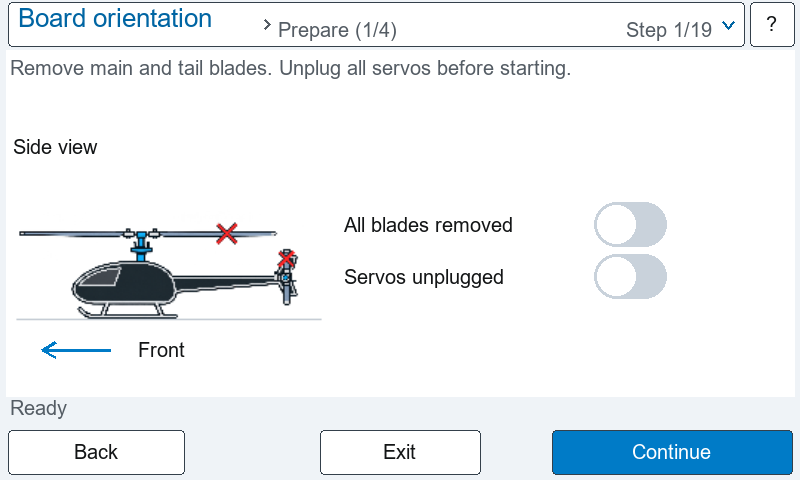 Board orientation
> Prepare (1/4)
Step 1/19
?
Remove main and tail blades. Unplug all servos before starting.
Side view
All blades removed
Servos unplugged
Front
Ready
Back
Exit
Continue